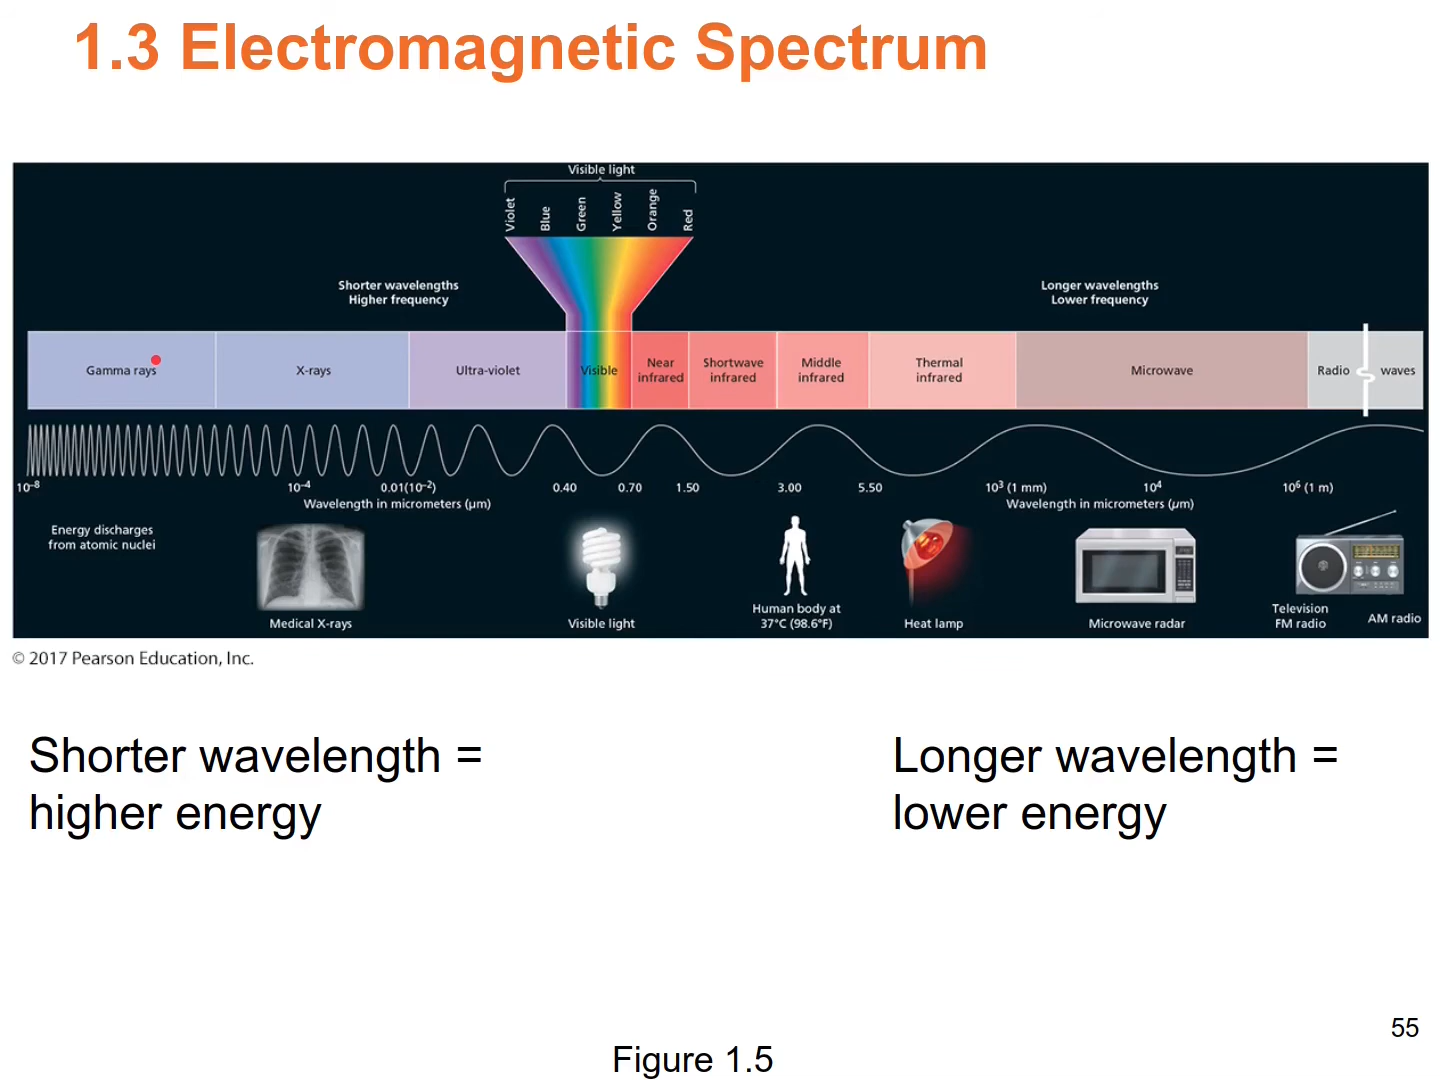 1.3 Electromagnetic Spectrum
Visible light
Violet
Blue
Green
Yellow
Orange
Red
Shorter wavelengths
Higher frequency
Longer wavelengths
Lower frequency
Gamma rays
X-rays
Ultra-violet
Visible
Near
infrared
Shortwave
infrared
Middle
infrared
Thermal
infrared
Microwave
Radio waves
10⁻⁸
10⁻⁴
0.01(10⁻²)
0.40
0.70
1.50
3.00
5.50
10³ (1 mm)
10⁴
10⁶ (1 m)
Wavelength in micrometers (µm)
Wavelength in micrometers (µm)
Energy discharges
from atomic nuclei
Medical X-rays
Visible light
Human body at
37°C (98.6°F)
Heat lamp
Microwave radar
Television
FM radio
AM radio
© 2017 Pearson Education, Inc.
Shorter wavelength =
higher energy
Longer wavelength =
lower energy
55
Figure 1.5